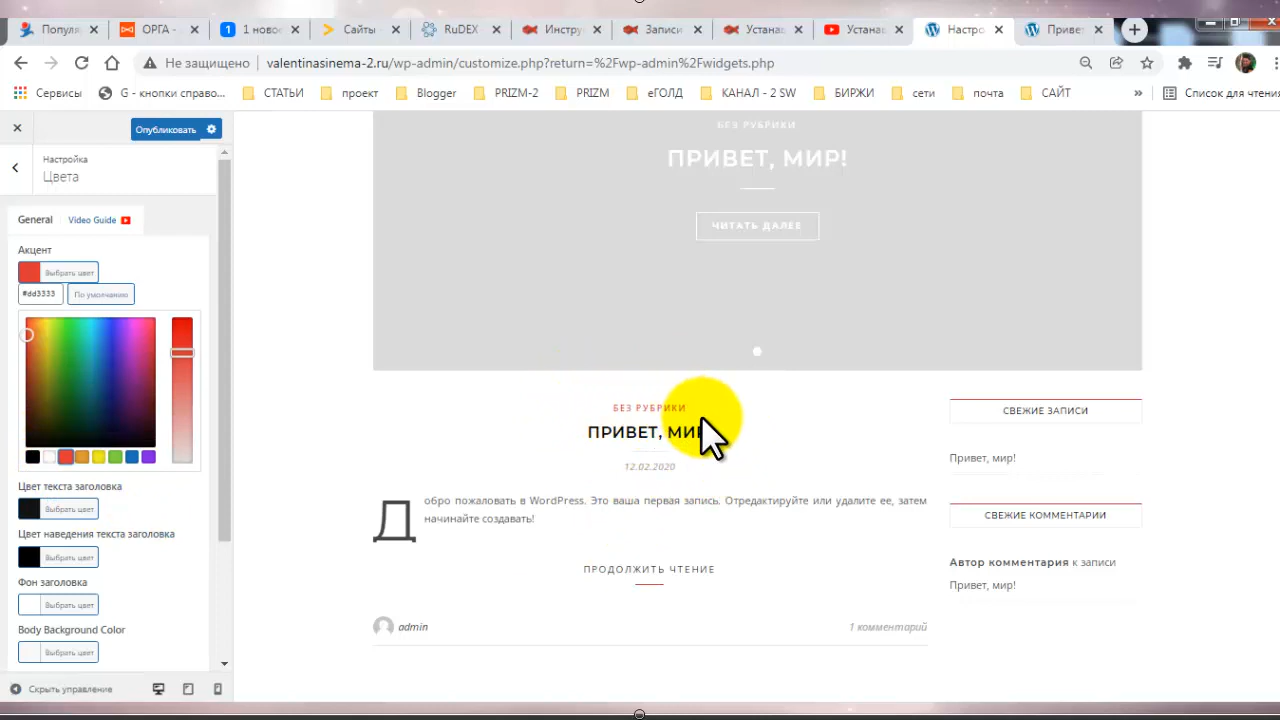 Популя
ОРГА -
1 новос
Сайты -
RuDEX
Инстру
Записи
Устана
Устана
Настро
Привет
Не защищено
valentinasinema-2.ru/wp-admin/customize.php?return=%2Fwp-admin%2Fwidgets.php
Сервисы
G - кнопки справо...
СТАТЬИ
проект
Blogger
PRIZM-2
PRIZM
еГОЛД
КАНАЛ - 2 SW
БИРЖИ
сети
почта
САЙТ
»
Список для чтени
Опубликовать
Настройка
Цвета
General
Video Guide
Акцент
Выбрать цвет
#dd3333
По умолчанию
Цвет текста заголовка
Выбрать цвет
Цвет наведения текста заголовка
Выбрать цвет
Фон заголовка
Выбрать цвет
Body Background Color
Выбрать цвет
Скрыть управление
БЕЗ РУБРИКИ
ПРИВЕТ, МИР!
ЧИТАТЬ ДАЛЕЕ
БЕЗ РУБРИКИ
ПРИВЕТ, МИР
12.02.2020
Добро пожаловать в WordPress. Это ваша первая запись. Отредактируйте или удалите ее, затем
начинайте создавать!
ПРОДОЛЖИТЬ ЧТЕНИЕ
admin
1 комментарий
СВЕЖИЕ ЗАПИСИ
Привет, мир!
СВЕЖИЕ КОММЕНТАРИИ
Автор комментария к записи
Привет, мир!